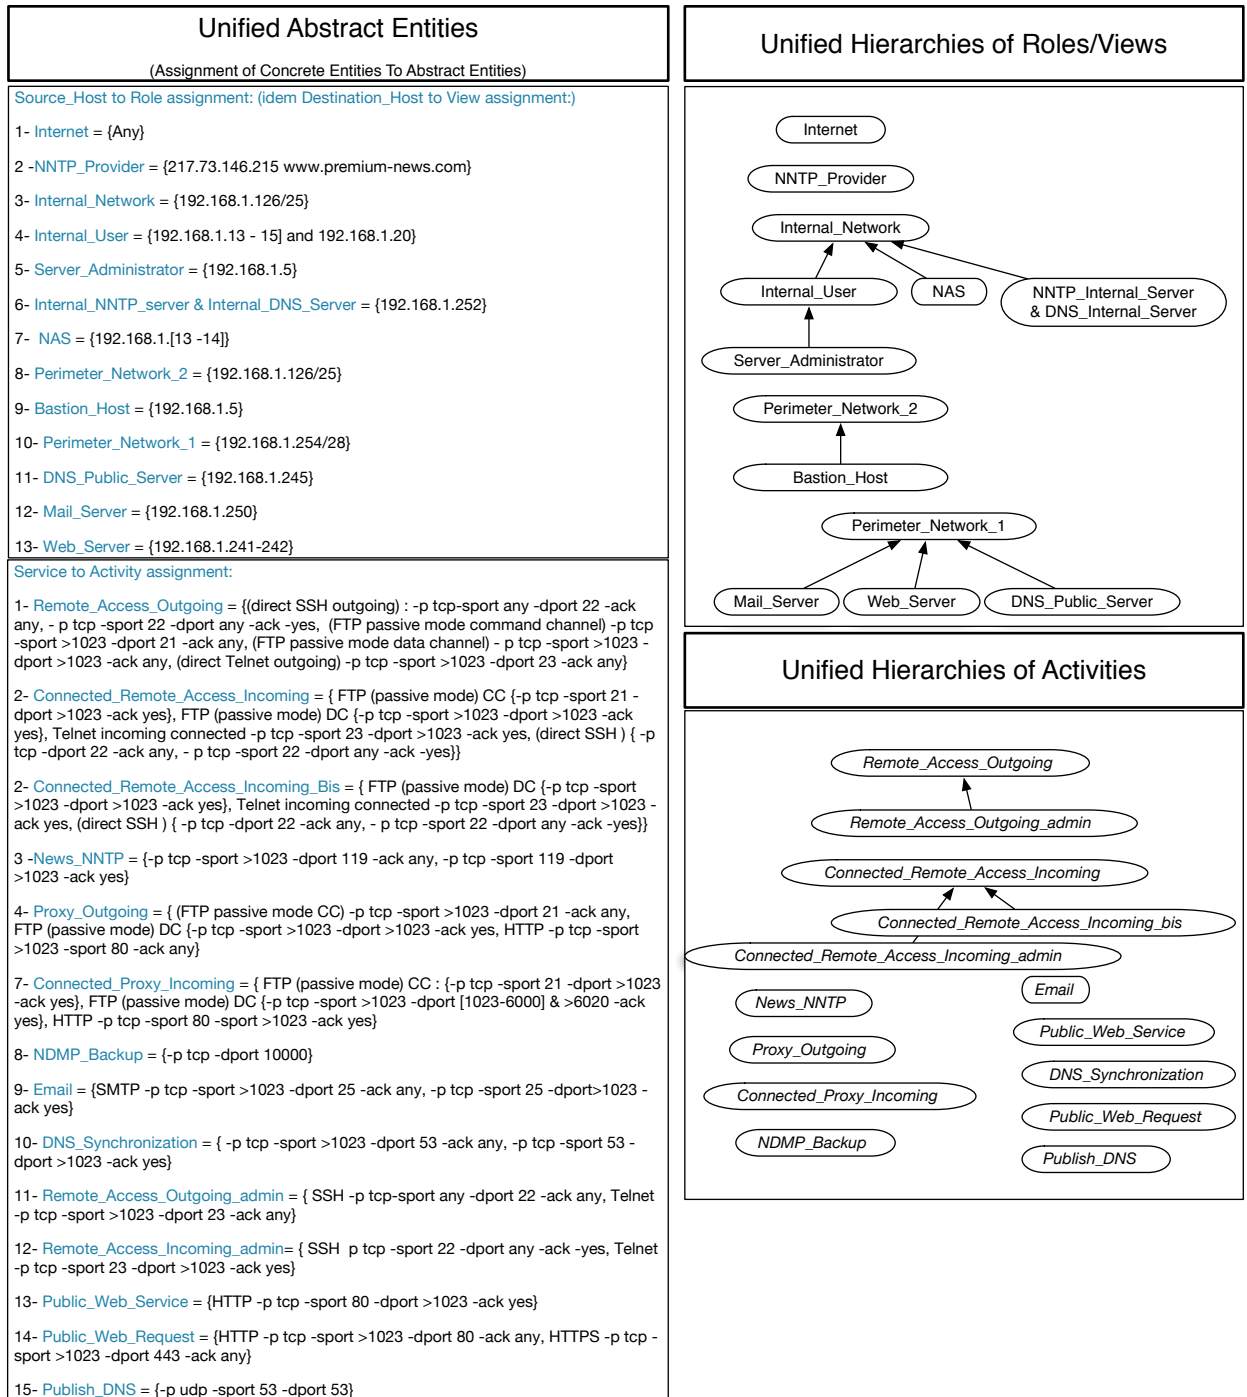 Unified Abstract Entities
(Assignment of Concrete Entities To Abstract Entities)
Source_Host to Role assignment: (idem Destination_Host to View assignment:)
1- Internet = {Any}
2 -NNTP_Provider = {217.73.146.215 www.premium-news.com}
3- Internal_Network = {192.168.1.126/25}
4- Internal_User = {192.168.1.13 - 15] and 192.168.1.20}
5- Server_Administrator = {192.168.1.5}
6- Internal_NNTP_server & Internal_DNS_Server = {192.168.1.252}
7- NAS = {192.168.1.[13 -14]}
8- Perimeter_Network_2 = {192.168.1.126/25}
9- Bastion_Host = {192.168.1.5}
10- Perimeter_Network_1 = {192.168.1.254/28}
11- DNS_Public_Server = {192.168.1.245}
12- Mail_Server = {192.168.1.250}
13- Web_Server = {192.168.1.241-242}
Service to Activity assignment:
1- Remote_Access_Outgoing = {(direct SSH outgoing) : -p tcp-sport any -dport 22 -ack
any, - p tcp -sport 22 -dport any -ack -yes, (FTP passive mode command channel) -p tcp
-sport >1023 -dport 21 -ack any, (FTP passive mode data channel) - p tcp -sport >1023 -
dport >1023 -ack any, (direct Telnet outgoing) -p tcp -sport >1023 -dport 23 -ack any}
2- Connected_Remote_Access_Incoming = { FTP (passive mode) CC {-p tcp -sport 21 -
dport >1023 -ack yes}, FTP (passive mode) DC {-p tcp -sport >1023 -dport >1023 -ack
yes}, Telnet incoming connected -p tcp -sport 23 -dport >1023 -ack yes, (direct SSH ) { -p
tcp -dport 22 -ack any, - p tcp -sport 22 -dport any -ack -yes}}
2- Connected_Remote_Access_Incoming_Bis = { FTP (passive mode) DC {-p tcp -sport
>1023 -dport >1023 -ack yes}, Telnet incoming connected -p tcp -sport 23 -dport >1023 -
ack yes, (direct SSH ) { -p tcp -dport 22 -ack any, - p tcp -sport 22 -dport any -ack -yes}}
3 -News_NNTP = {-p tcp -sport >1023 -dport 119 -ack any, -p tcp -sport 119 -dport
>1023 -ack yes}
4- Proxy_Outgoing = { (FTP passive mode CC) -p tcp -sport >1023 -dport 21 -ack any,
FTP (passive mode) DC {-p tcp -sport >1023 -dport >1023 -ack yes, HTTP -p tcp -sport
>1023 -sport 80 -ack any}
7- Connected_Proxy_Incoming = { FTP (passive mode) CC : {-p tcp -sport 21 -dport >1023
-ack yes}, FTP (passive mode) DC {-p tcp -sport >1023 -dport [1023-6000] & >6020 -ack
yes}, HTTP -p tcp -sport 80 -sport >1023 -ack yes}
8- NDMP_Backup = {-p tcp -dport 10000}
9- Email = {SMTP -p tcp -sport >1023 -dport 25 -ack any, -p tcp -sport 25 -dport>1023 -
ack yes}
10- DNS_Synchronization = { -p tcp -sport >1023 -dport 53 -ack any, -p tcp -sport 53 -
dport >1023 -ack yes}
11- Remote_Access_Outgoing_admin = { SSH -p tcp-sport any -dport 22 -ack any, Telnet
-p tcp -sport >1023 -dport 23 -ack any}
12- Remote_Access_Incoming_admin= { SSH p tcp -sport 22 -dport any -ack -yes, Telnet
-p tcp -sport 23 -dport >1023 -ack yes}
13- Public_Web_Service = {HTTP -p tcp -sport 80 -dport >1023 -ack yes}
14- Public_Web_Request = {HTTP -p tcp -sport >1023 -dport 80 -ack any, HTTPS -p tcp -
sport >1023 -dport 443 -ack any}
15- Publish_DNS = {-p udp -sport 53 -dport 53}
Unified Hierarchies of Roles/Views
Internet
NNTP_Provider
Internal_Network
Internal_User
NAS
NNTP_Internal_Server
& DNS_Internal_Server
Server_Administrator
Perimeter_Network_2
Bastion_Host
Perimeter_Network_1
Mail_Server
Web_Server
DNS_Public_Server
Unified Hierarchies of Activities
Remote_Access_Outgoing
Remote_Access_Outgoing_admin
Connected_Remote_Access_Incoming
Connected_Remote_Access_Incoming_bis
Connected_Remote_Access_Incoming_admin
Email
News_NNTP
Public_Web_Service
Proxy_Outgoing
DNS_Synchronization
Connected_Proxy_Incoming
Public_Web_Request
NDMP_Backup
Publish_DNS